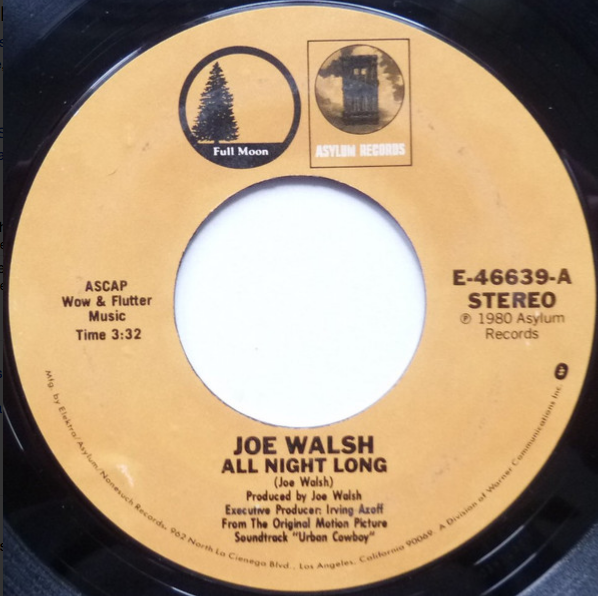 Full Moon
ASYLUM RECORDS
ASCAP
Wow & Flutter
Music
Time 3:32
E-46639-A
STEREO
℗ 1980 Asylum
Records
JOE WALSH
ALL NIGHT LONG
(Joe Walsh)
Produced by Joe Walsh
Executive Producer: Irving Azoff
From The Original Motion Picture
Soundtrack "Urban Cowboy"
Mfg. by Elektra/Asylum/Nonesuch Records, 962 North La Cienega Blvd., Los Angeles, California 90069. A Division of Warner Communications Inc.